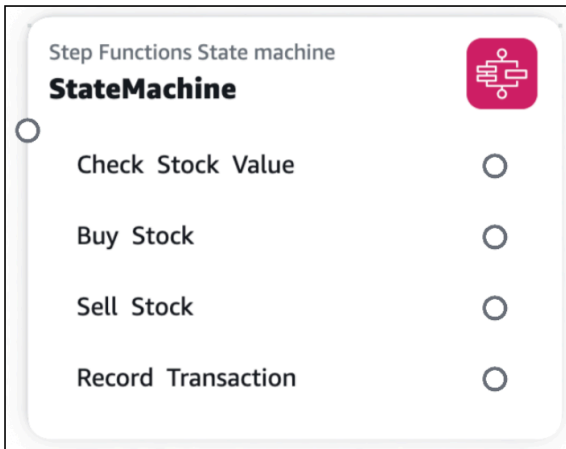 Step Functions State machine
StateMachine
Check Stock Value
Buy Stock
Sell Stock
Record Transaction